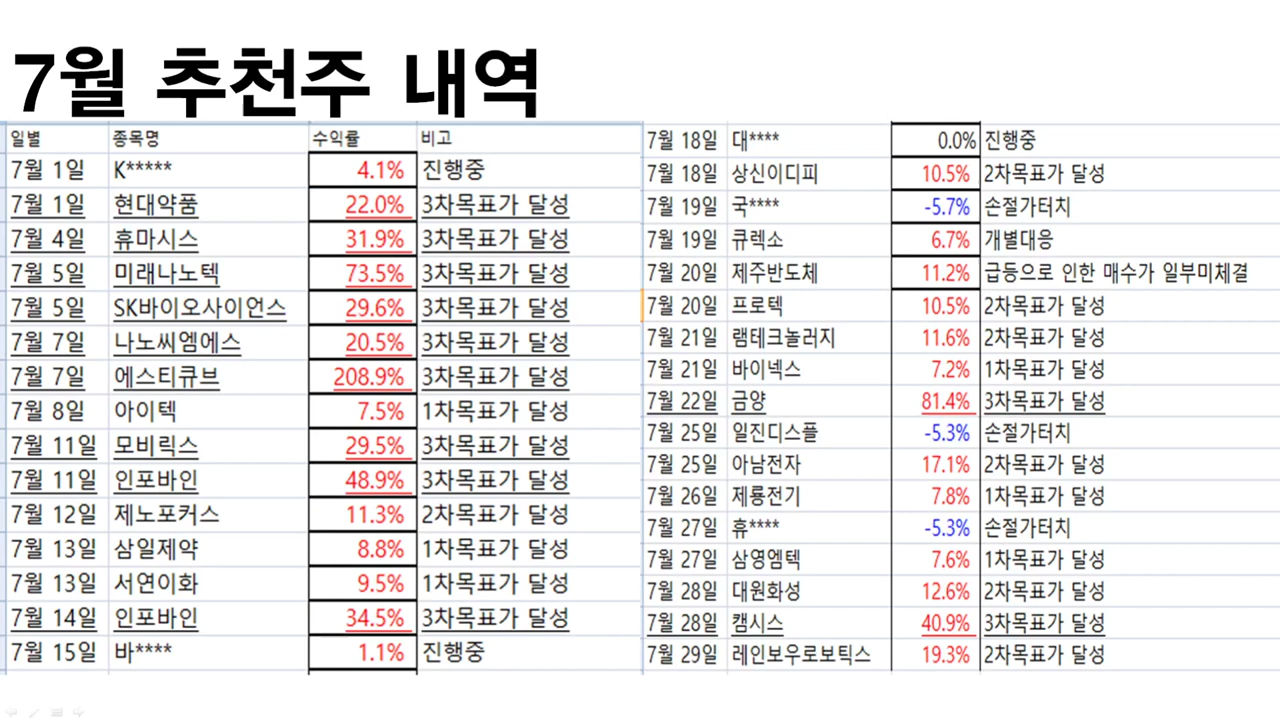 7월 추천주 내역
일별 종목명 수익률 비고
7월 1일 K***** 4.1% 진행중
7월 1일 현대약품 22.0% 3차목표가 달성
7월 4일 휴마시스 31.9% 3차목표가 달성
7월 5일 미래나노텍 73.5% 3차목표가 달성
7월 5일 SK바이오사이언스 29.6% 3차목표가 달성
7월 7일 나노씨엠에스 20.5% 3차목표가 달성
7월 7일 에스티큐브 208.9% 3차목표가 달성
7월 8일 아이텍 7.5% 1차목표가 달성
7월 11일 모비릭스 29.5% 3차목표가 달성
7월 11일 인포바인 48.9% 3차목표가 달성
7월 12일 제노포커스 11.3% 2차목표가 달성
7월 13일 삼일제약 8.8% 1차목표가 달성
7월 13일 서연이화 9.5% 1차목표가 달성
7월 14일 인포바인 34.5% 3차목표가 달성
7월 15일 바**** 1.1% 진행중
7월 18일 대**** 0.0% 진행중
7월 18일 상신이디피 10.5% 2차목표가 달성
7월 19일 국**** -5.7% 손절가터치
7월 19일 큐렉소 6.7% 개별대응
7월 20일 제주반도체 11.2% 급등으로 인한 매수가 일부미체결
7월 20일 프로텍 10.5% 2차목표가 달성
7월 21일 램테크놀러지 11.6% 2차목표가 달성
7월 21일 바이넥스 7.2% 1차목표가 달성
7월 22일 금양 81.4% 3차목표가 달성
7월 25일 일진디스플 -5.3% 손절가터치
7월 25일 아남전자 17.1% 2차목표가 달성
7월 26일 제룡전기 7.8% 1차목표가 달성
7월 27일 휴**** -5.3% 손절가터치
7월 27일 삼영엠텍 7.6% 1차목표가 달성
7월 28일 대원화성 12.6% 2차목표가 달성
7월 28일 캠시스 40.9% 3차목표가 달성
7월 29일 레인보우로보틱스 19.3% 2차목표가 달성